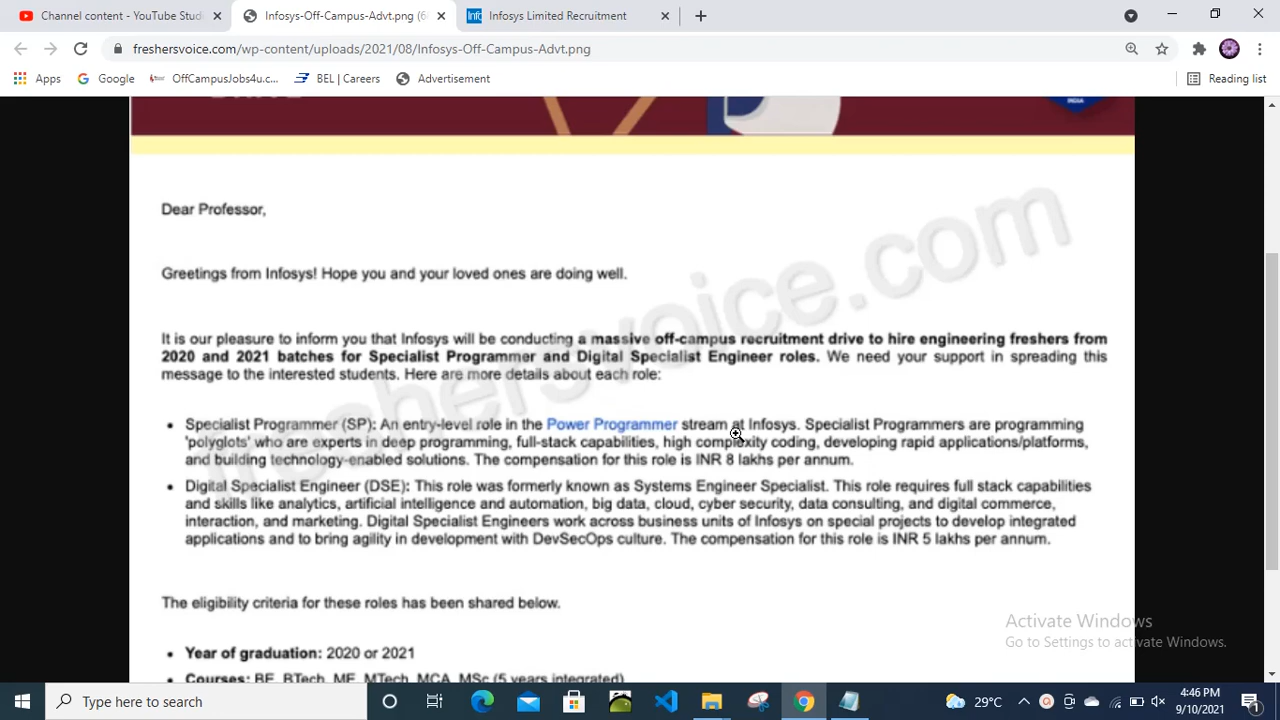 Channel content - YouTube Stud
Infosys-Off-Campus-Advt.png (6
Infosys Limited Recruitment
freshersvoice.com/wp-content/uploads/2021/08/Infosys-Off-Campus-Advt.png
Apps
Google
OffCampusJobs4u.c...
BEL | Careers
Advertisement
Reading list
INDIA
freshersvoice.com
Dear Professor,
Greetings from Infosys! Hope you and your loved ones are doing well.
It is our pleasure to inform you that Infosys will be conducting a massive off-campus recruitment drive to hire engineering freshers from
2020 and 2021 batches for Specialist Programmer and Digital Specialist Engineer roles. We need your support in spreading this
message to the interested students. Here are more details about each role:
• Specialist Programmer (SP): An entry-level role in the Power Programmer stream at Infosys. Specialist Programmers are programming
'polyglots' who are experts in deep programming, full-stack capabilities, high complexity coding, developing rapid applications/platforms,
and building technology-enabled solutions. The compensation for this role is INR 8 lakhs per annum.
• Digital Specialist Engineer (DSE): This role was formerly known as Systems Engineer Specialist. This role requires full stack capabilities
and skills like analytics, artificial intelligence and automation, big data, cloud, cyber security, data consulting, and digital commerce,
interaction, and marketing. Digital Specialist Engineers work across business units of Infosys on special projects to develop integrated
applications and to bring agility in development with DevSecOps culture. The compensation for this role is INR 5 lakhs per annum.
The eligibility criteria for these roles has been shared below.
• Year of graduation: 2020 or 2021
• Courses: BE, BTech, ME, MTech, MCA, MSc (5 years integrated)
Activate Windows
Go to Settings to activate Windows.
Type here to search
29°C
4:46 PM
9/10/2021